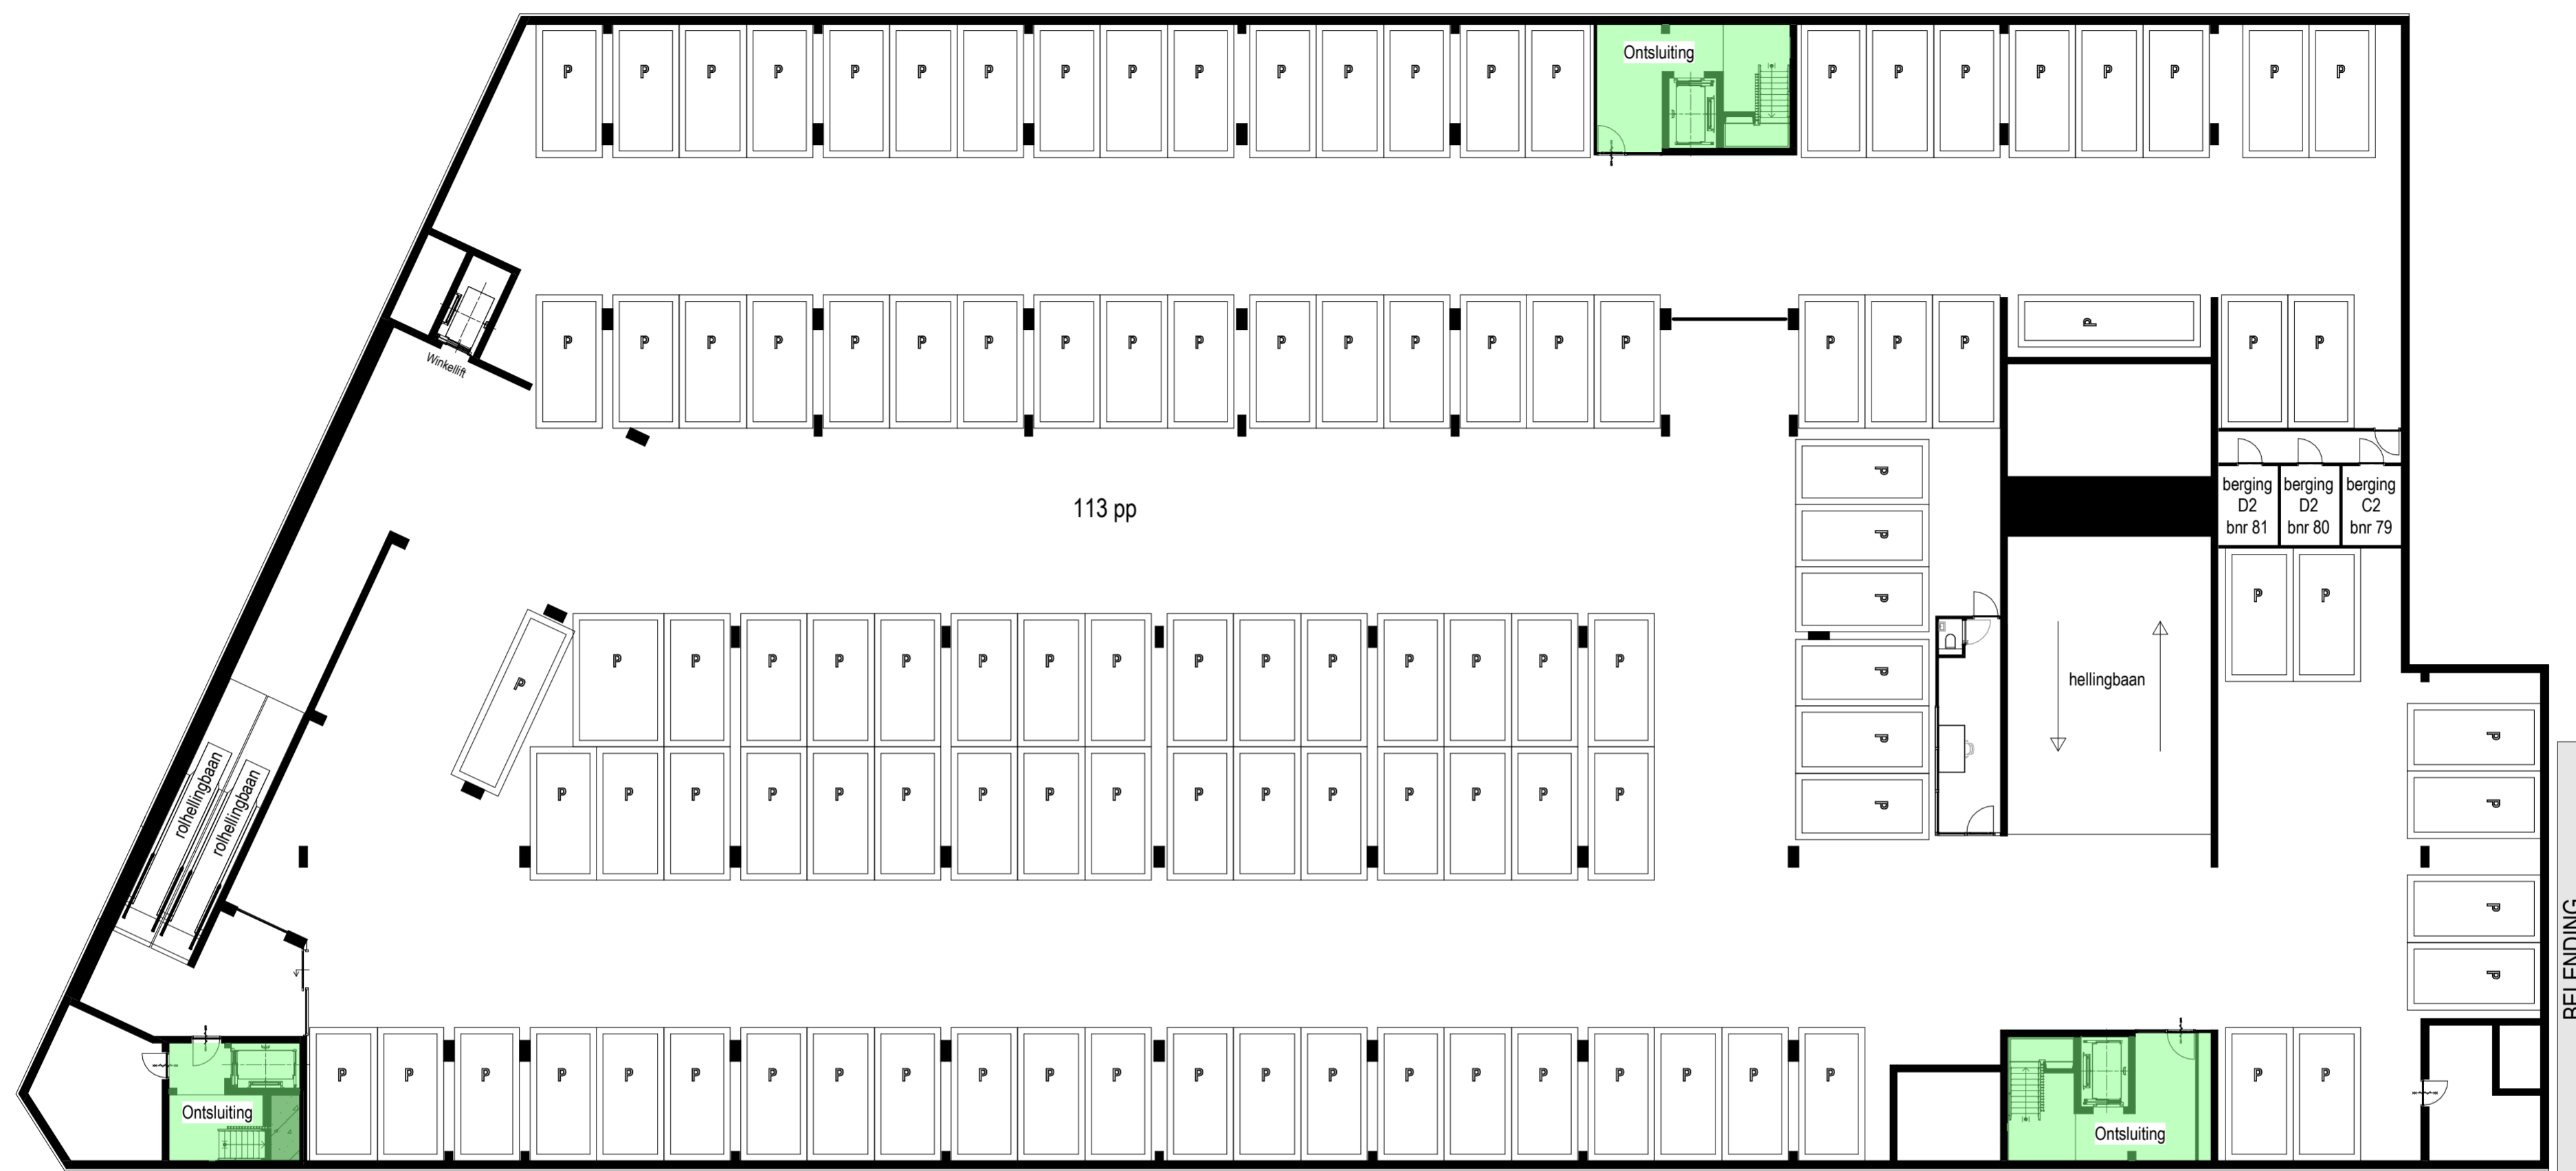 Ontsluiting
P P P P P P P P P P P P P P P P P P P P P P P
Winkellift
P P P P P P P P P P P P P P P P P P P P P P
113 pp
P
P
P
P
P
P
berging
D2
bnr 81
berging
D2
bnr 80
berging
C2
bnr 79
P P
hellingbaan
P P P P P P P P P P P P P P P P
P P P P P P P P P P P P P P P P
rolhellingbaan
rolhellingbaan
P
P
P
P
BELENDING
P P P P P P P P P P P P P P P P P P P P P P P P
Ontsluiting
Ontsluiting